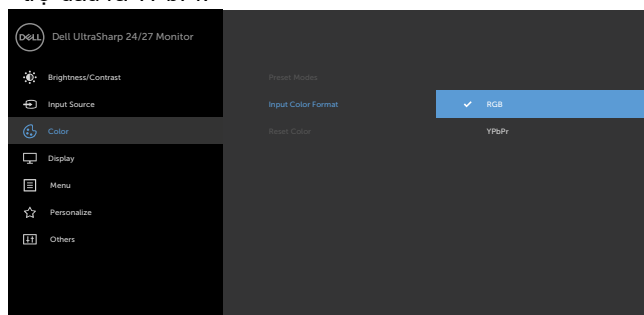 DELL
Dell UltraSharp 24/27 Monitor
Brightness/Contrast
Input Source
Color
Display
Menu
Personalize
Others
Preset Modes
Input Color Format
Reset Color
RGB
YPbPr